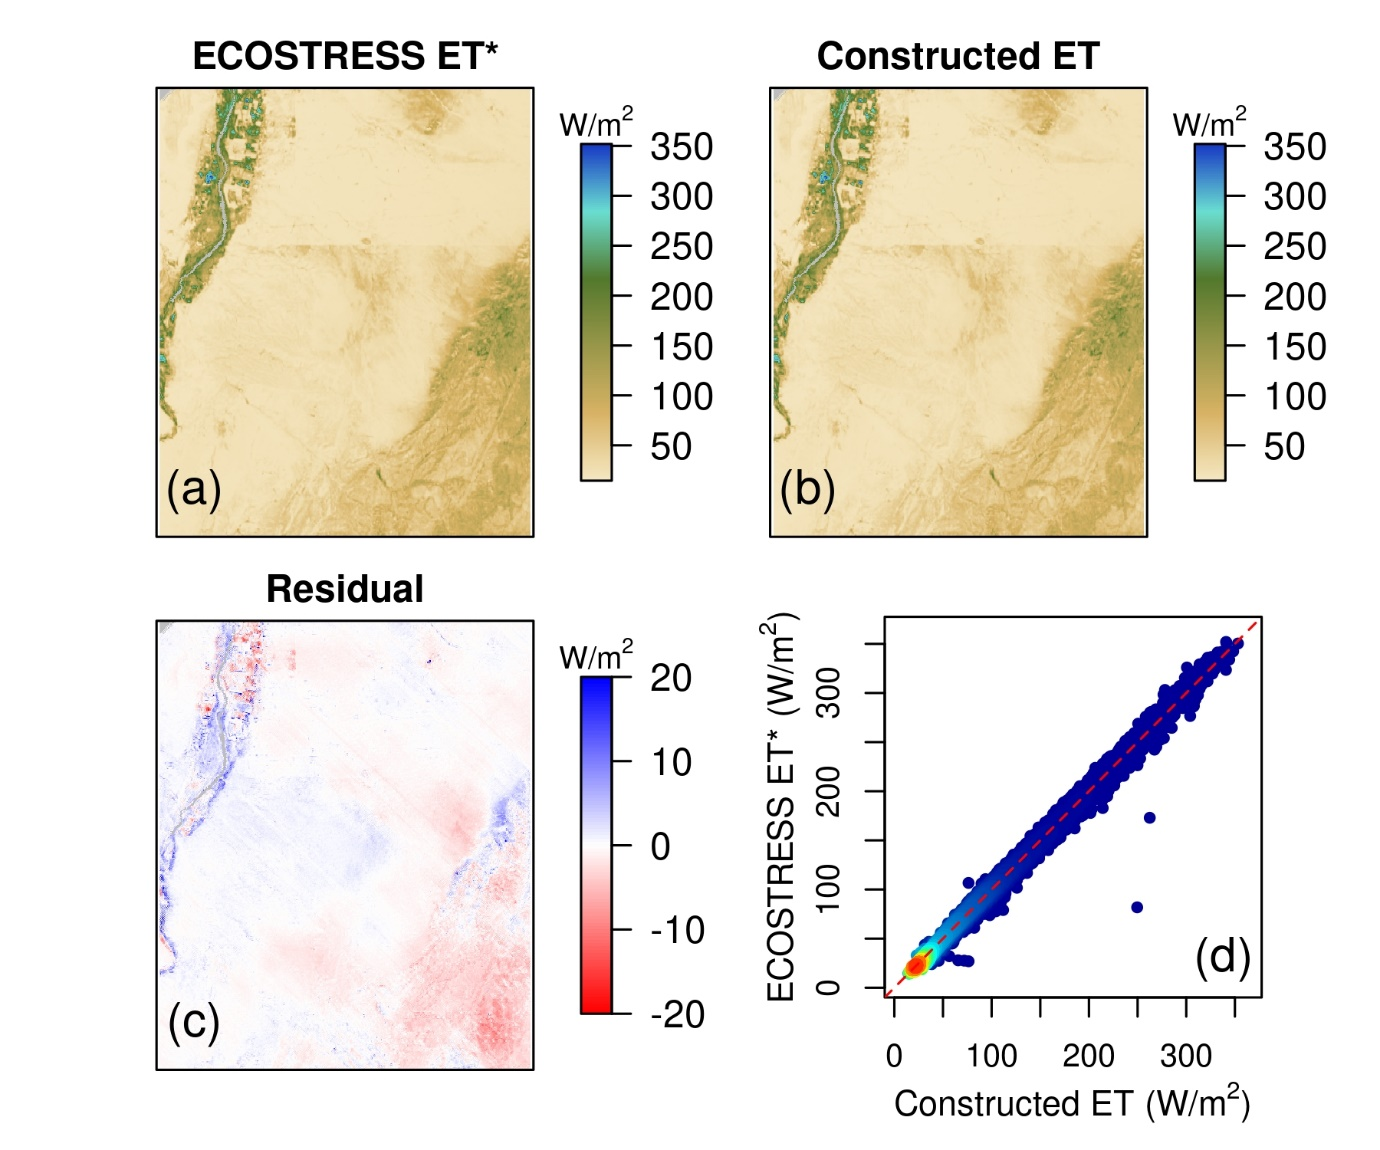 ECOSTRESS ET*
Constructed ET
W/m²
350
300
250
200
150
100
50
(a)
W/m²
350
300
250
200
150
100
50
(b)
Residual
W/m²
20
10
0
-10
-20
(c)
ECOSTRESS ET* (W/m²)
300
200
100
0
(d)
0 100 200 300
Constructed ET (W/m²)